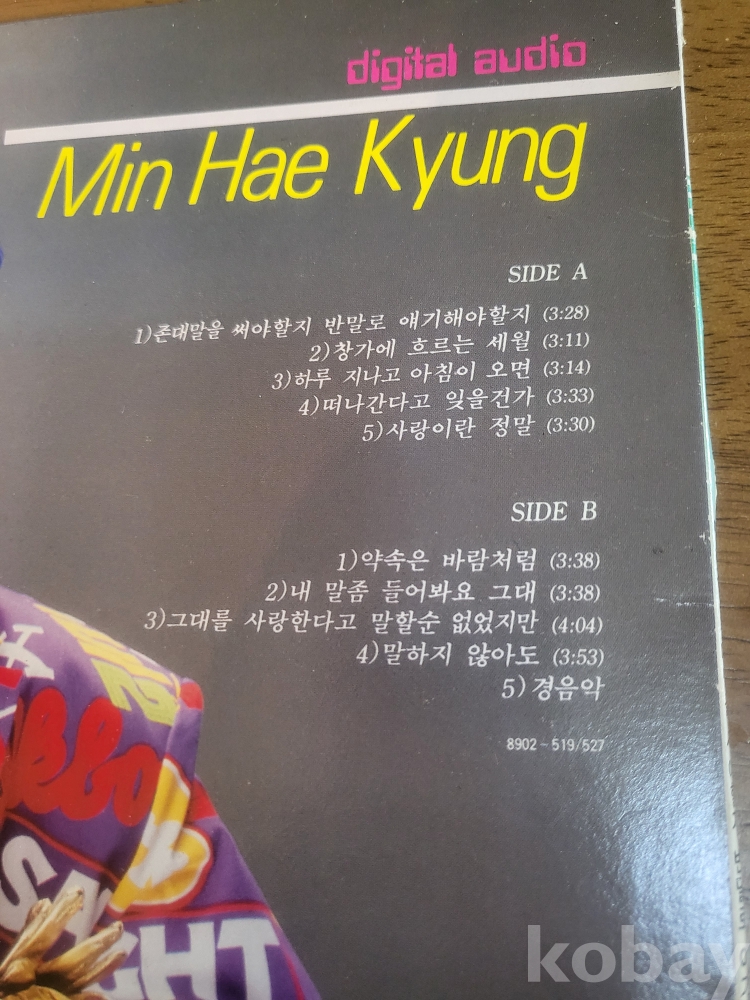 digital audio
Min Hae Kyung
SIDE A
1)존대말을 써야할지 반말로 얘기해야할지 (3:28)
2)창가에 흐르는 세월 (3:11)
3)하루 지나고 아침이 오면 (3:14)
4)떠나간다고 잊을건가 (3:33)
5)사랑이란 정말 (3:30)
SIDE B
1)약속은 바람처럼 (3:38)
2)내 말좀 들어봐요 그대 (3:38)
3)그대를 사랑한다고 말할순 없었지만 (4:04)
4)말하지 않아도 (3:53)
5)경음악
8902-519/527
kobay